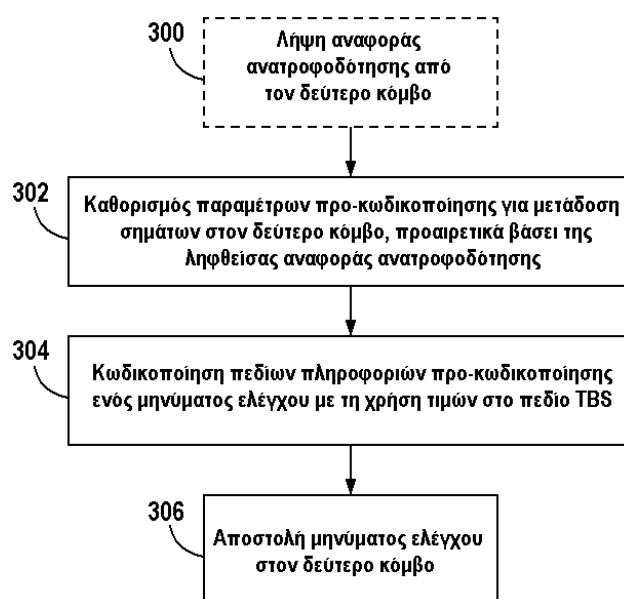 300
Λήψη αναφοράς
ανατροφοδότησης από
τον δεύτερο κόμβο
302
Καθορισμός παραμέτρων προ-κωδικοποίησης για μετάδοση
σημάτων στον δεύτερο κόμβο, προαιρετικά βάσει της
ληφθείσας αναφοράς ανατροφοδότησης
304
Κωδικοποίηση πεδίων πληροφοριών προ-κωδικοποίησης
ενός μηνύματος ελέγχου με τη χρήση τιμών στο πεδίο TBS
306
Αποστολή μηνύματος ελέγχου
στον δεύτερο κόμβο